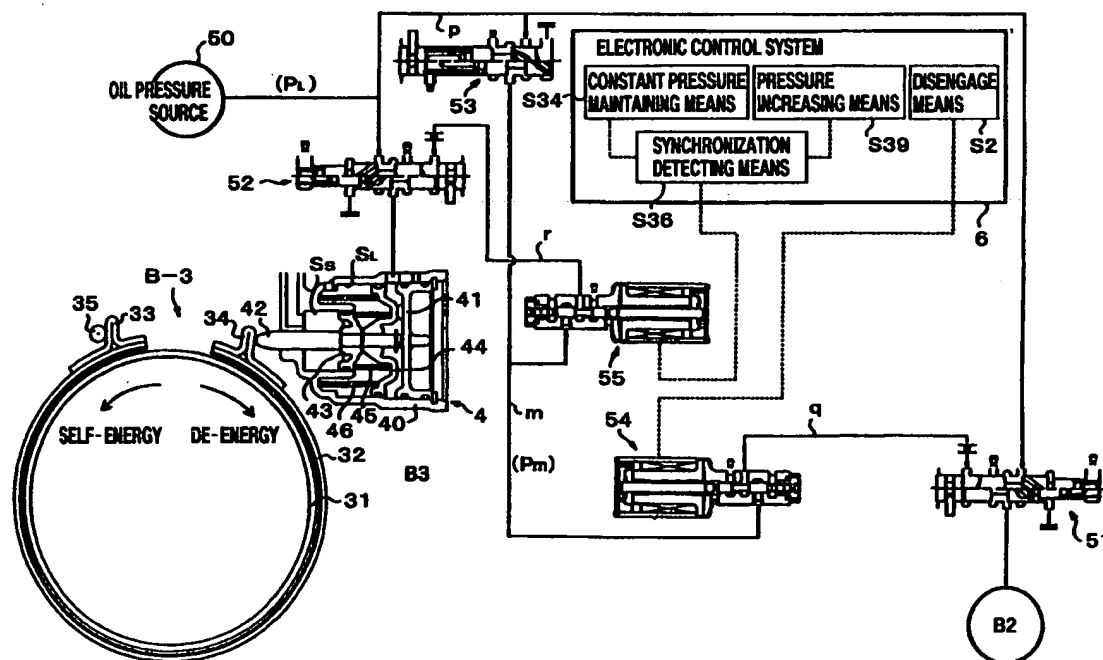 50
OIL PRESSURE
SOURCE
(PL)
p
53
52
ELECTRONIC CONTROL SYSTEM
CONSTANT PRESSURE
MAINTAINING MEANS
PRESSURE
INCREASING MEANS
DISENGAGE
MEANS
S34
S39
S2
SYNCHRONIZATION
DETECTING MEANS
S36
6
r
B-3
SS
SL
35
33
34
42
41
44
43
46
45
40
4
55
m
(Pm)
54
q
SELF-ENERGY
DE-ENERGY
32
31
B3
51
B2